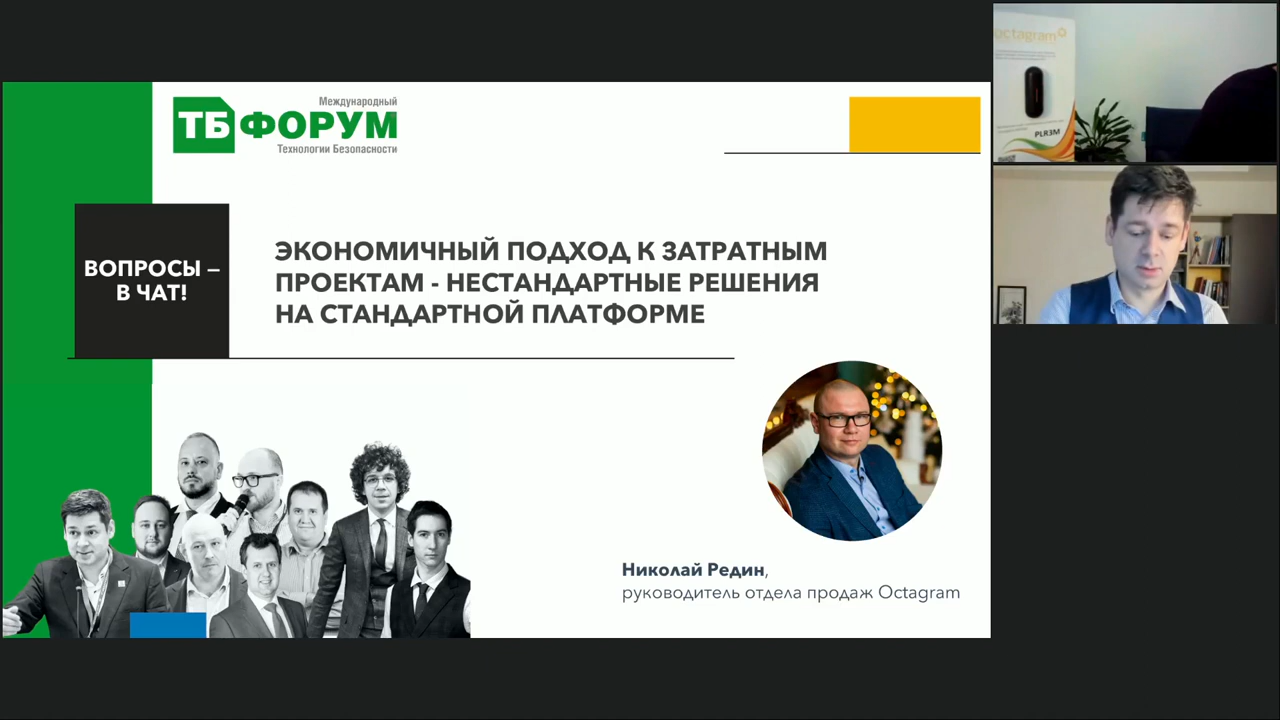 Международный
ТБ ФОРУМ
Технологии Безопасности
ВОПРОСЫ –
В ЧАТ!
ЭКОНОМИЧНЫЙ ПОДХОД К ЗАТРАТНЫМ
ПРОЕКТАМ - НЕСТАНДАРТНЫЕ РЕШЕНИЯ
НА СТАНДАРТНОЙ ПЛАТФОРМЕ
Николай Редин,
руководитель отдела продаж Octagram
octagram
PLR3M